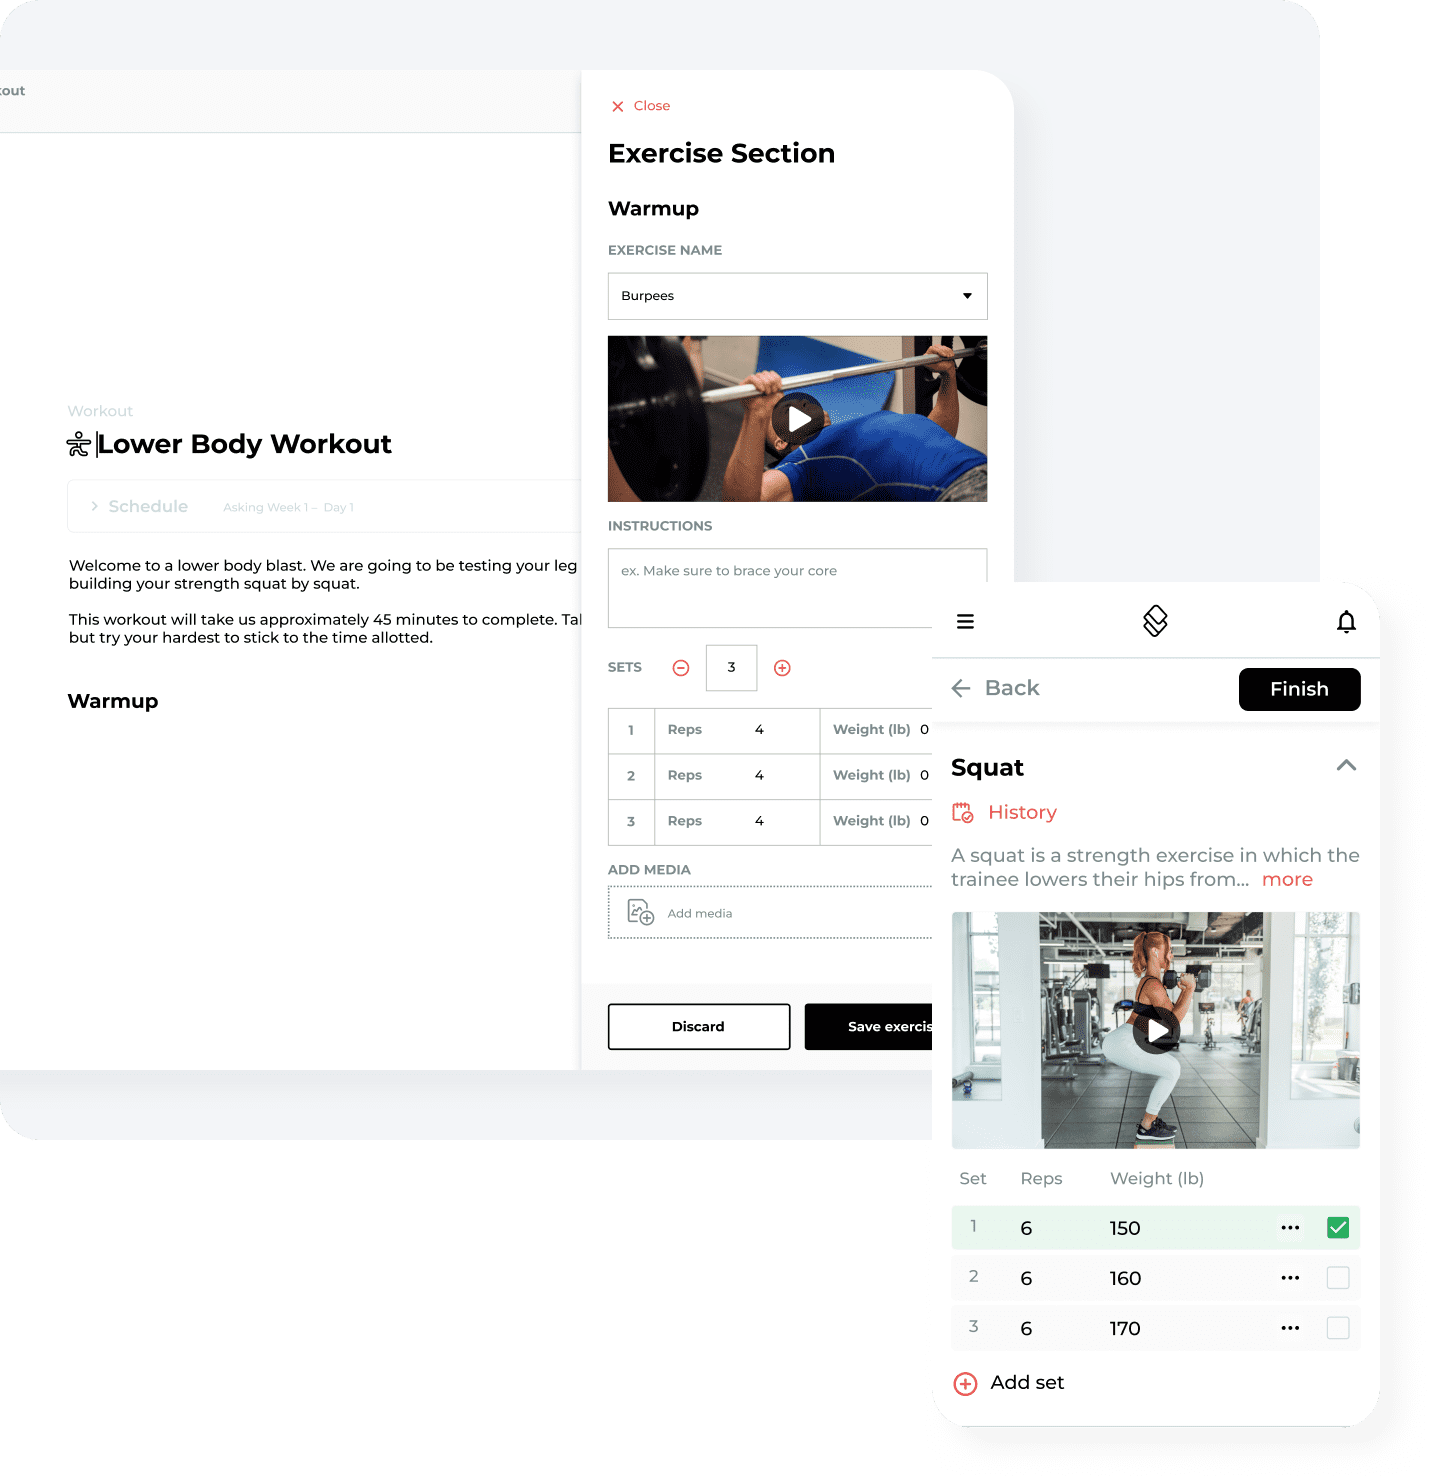 Workout
Lower Body Workout
Schedule Asking Week 1 – Day 1
Welcome to a lower body blast. We are going to be testing your leg
building your strength squat by squat.
This workout will take us approximately 45 minutes to complete.
but try your hardest to stick to the time allotted.
Warmup
Close
Exercise Section
Warmup
EXERCISE NAME
Burpees
INSTRUCTIONS
ex. Make sure to brace your core
SETS 3
1 Reps 4 Weight (lb) 0
2 Reps 4 Weight (lb) 0
3 Reps 4 Weight (lb) 0
ADD MEDIA
Add media
Discard
Save
Back
Finish
Squat
History
A squat is a strength exercise in which the
trainee lowers their hips from... more
Set Reps Weight (lb)
1 6 150
2 6 160
3 6 170
Add set